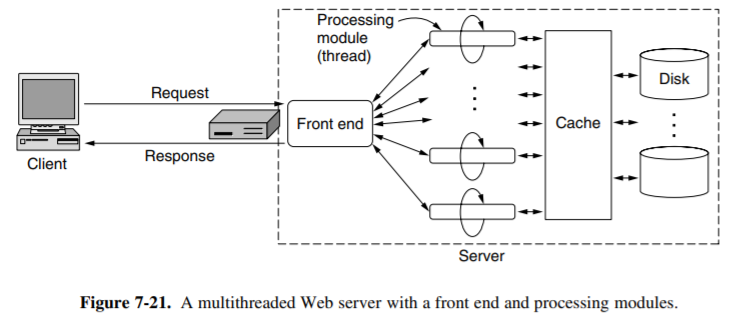 Processing
module
(thread)
Request
Disk
Front end
Cache
Client
Response
Server
Figure 7-21. A multithreaded Web server with a front end and processing modules.